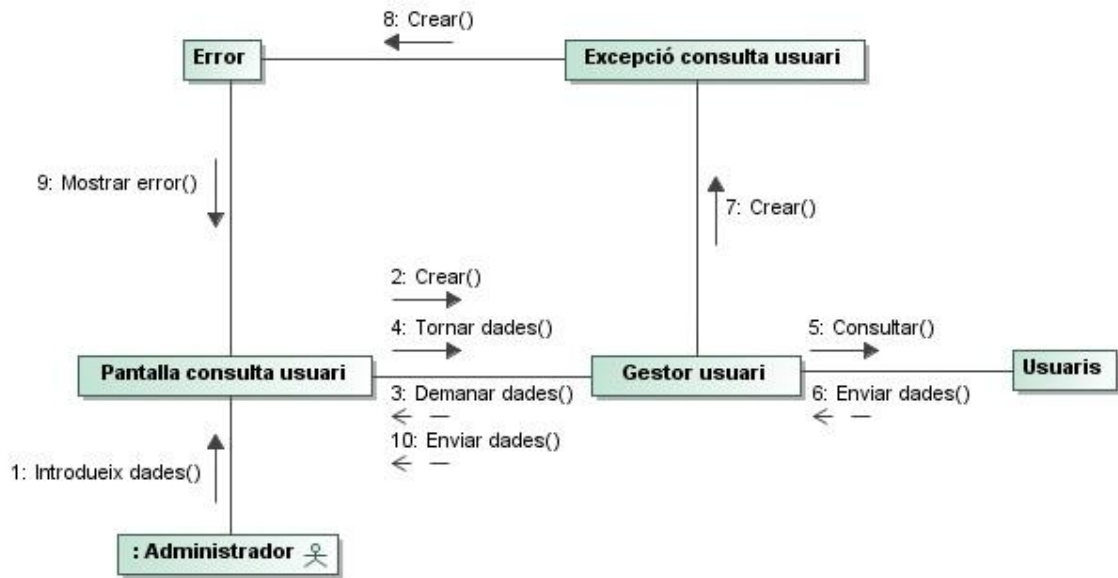 8: Crear()
Error
Excepció consulta usuari
9: Mostrar error()
7: Crear()
2: Crear()
4: Tornar dades()
5: Consultar()
Pantalla consulta usuari
Gestor usuari
Usuaris
3: Demanar dades()
6: Enviar dades()
10: Enviar dades()
1: Introdueix dades()
: Administrador